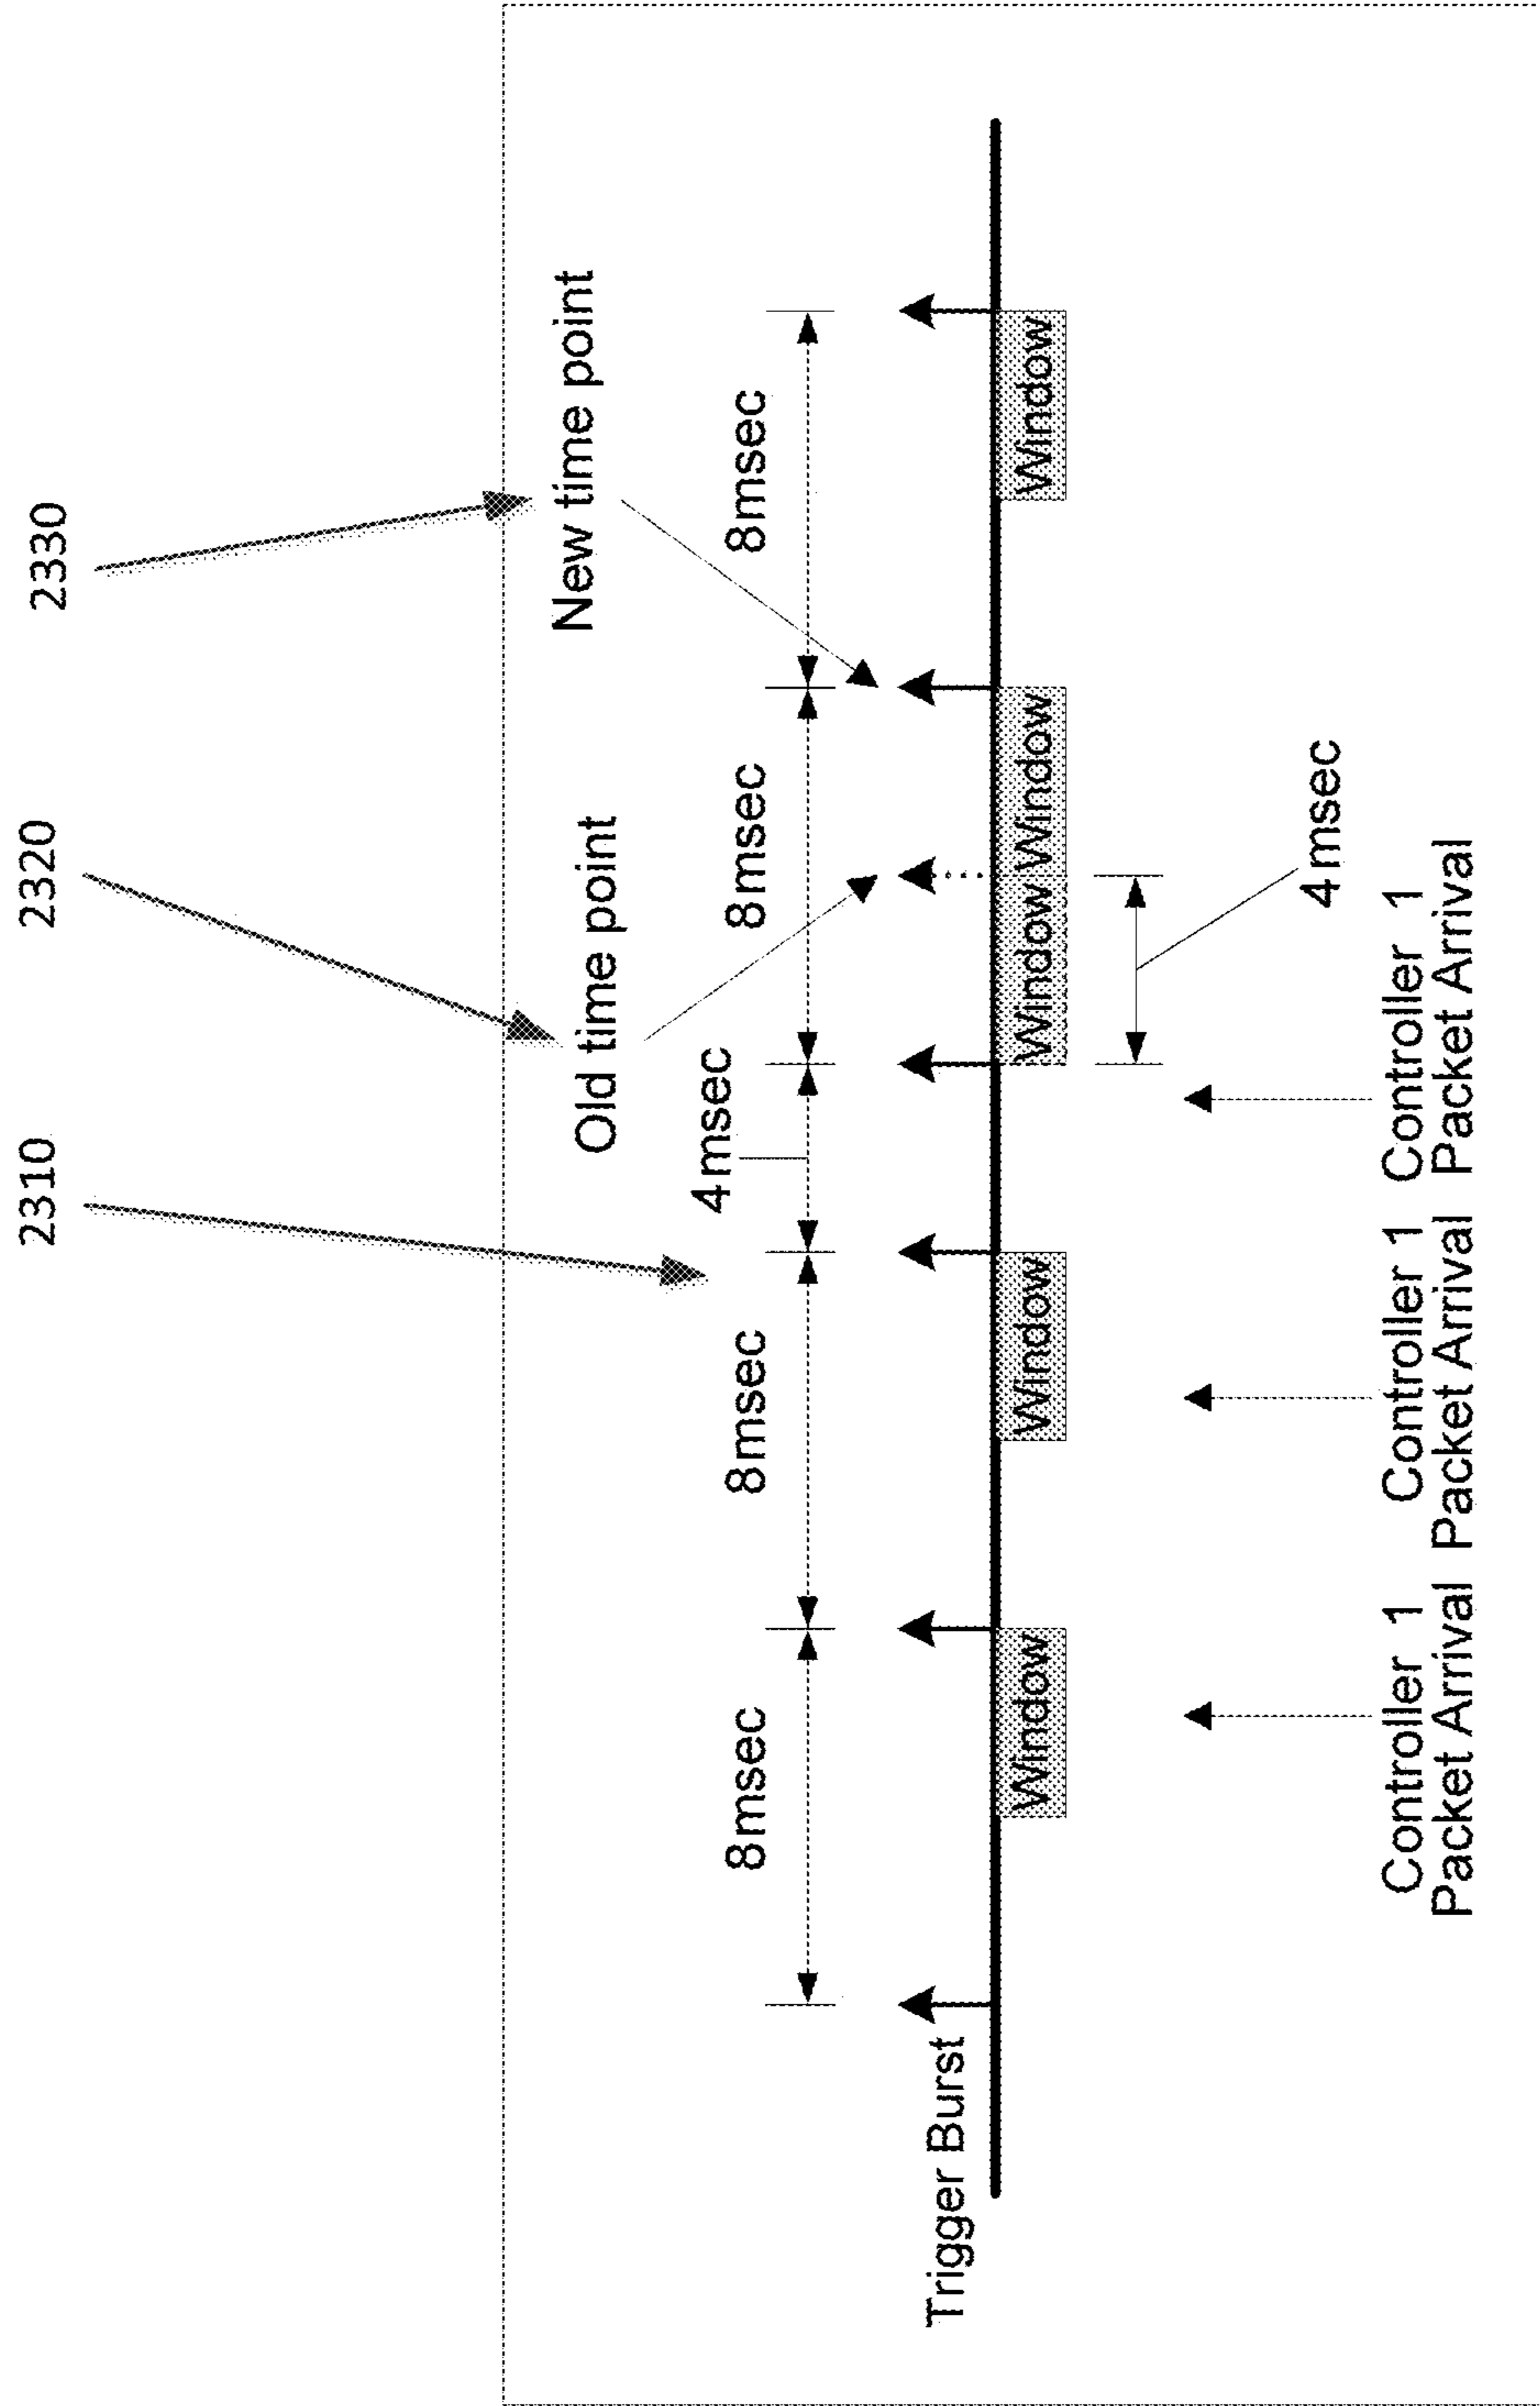 2310
2320
2330
Old time point
New time point
8msec
8msec
4msec
8msec
8msec
Trigger Burst
Window
Window
Window
Window
Window
4msec
Controller 1
Packet Arrival
Controller 1
Packet Arrival
Controller 1
Packet Arrival